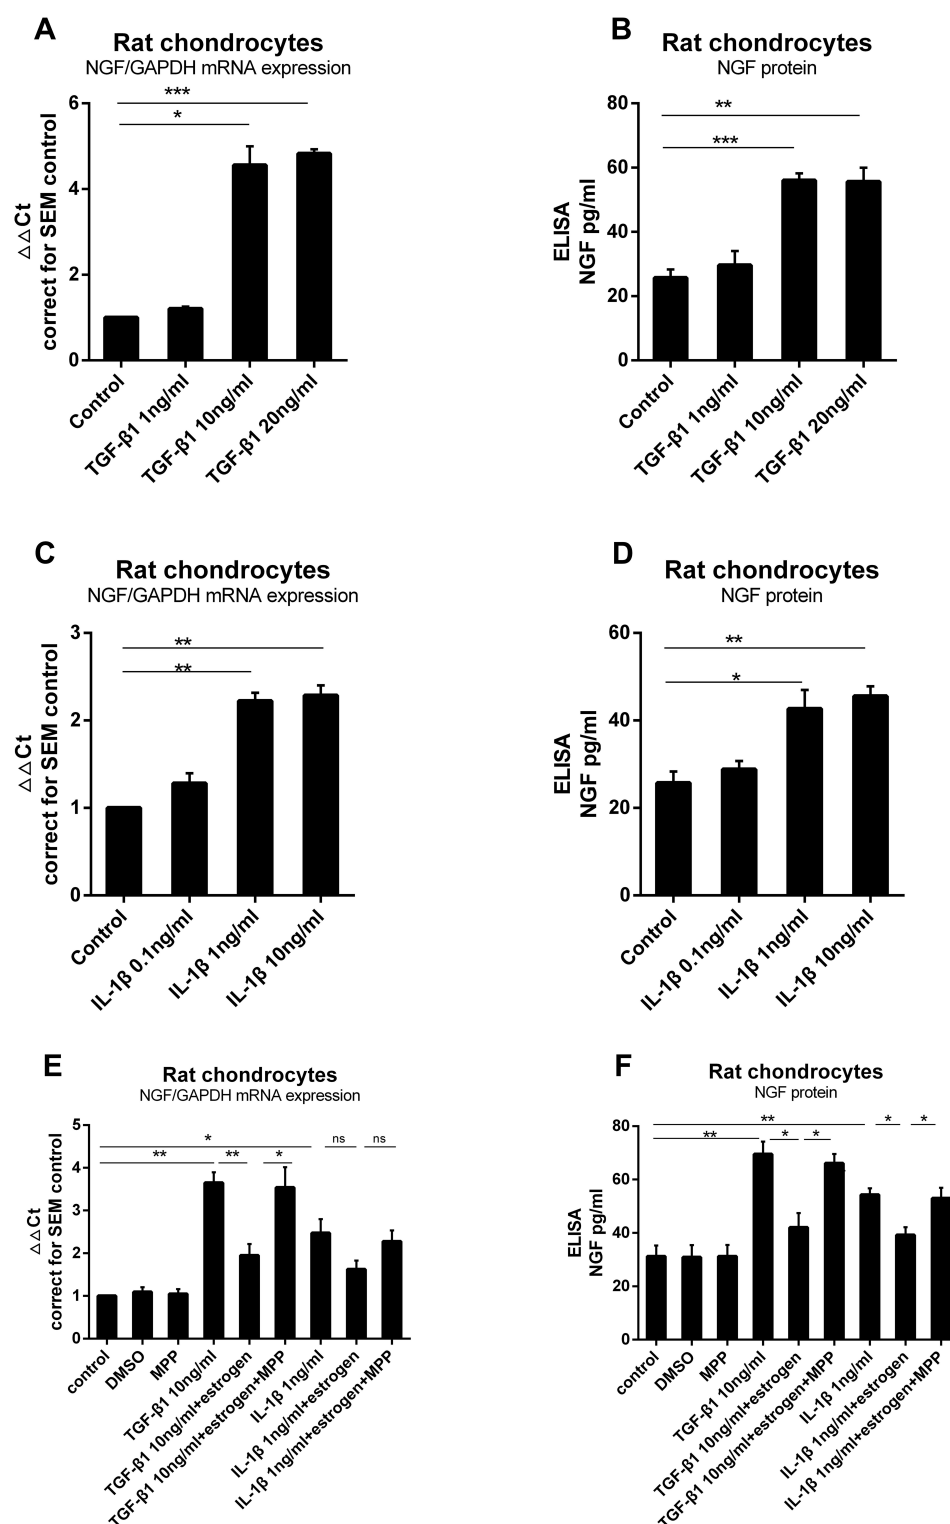 A
Rat chondrocytes
NGF/GAPDH mRNA expression
***
*
6
4
2
0
△△Ct
correct for SEM control
Control
TGF-β1 1ng/ml
TGF-β1 10ng/ml
TGF-β1 20ng/ml
B
Rat chondrocytes
NGF protein
**
***
80
60
40
20
0
ELISA
NGF pg/ml
Control
TGF-β1 1ng/ml
TGF-β1 10ng/ml
TGF-β1 20ng/ml
C
Rat chondrocytes
NGF/GAPDH mRNA expression
**
**
3
2
1
0
△△Ct
correct for SEM control
Control
IL-1β 0.1ng/ml
IL-1β 1ng/ml
IL-1β 10ng/ml
D
Rat chondrocytes
NGF protein
**
*
60
40
20
0
ELISA
NGF pg/ml
Control
IL-1β 0.1ng/ml
IL-1β 1ng/ml
IL-1β 10ng/ml
E
Rat chondrocytes
NGF/GAPDH mRNA expression
* ns ns
** ** *
5
4
3
2
1
0
△△Ct
correct for SEM control
control
DMSO
MPP
TGF-β1 10ng/ml
TGF-β1 10ng/ml+estrogen
TGF-β1 10ng/ml+estrogen+MPP
IL-1β 1ng/ml
IL-1β 1ng/ml+estrogen
IL-1β 1ng/ml+estrogen+MPP
F
Rat chondrocytes
NGF protein
** * *
** * *
80
60
40
20
0
ELISA
NGF pg/ml
control
DMSO
MPP
TGF-β1 10ng/ml
TGF-β1 10ng/ml+estrogen
TGF-β1 10ng/ml+estrogen+MPP
IL-1β 1ng/ml
IL-1β 1ng/ml+estrogen
IL-1β 1ng/ml+estrogen+MPP